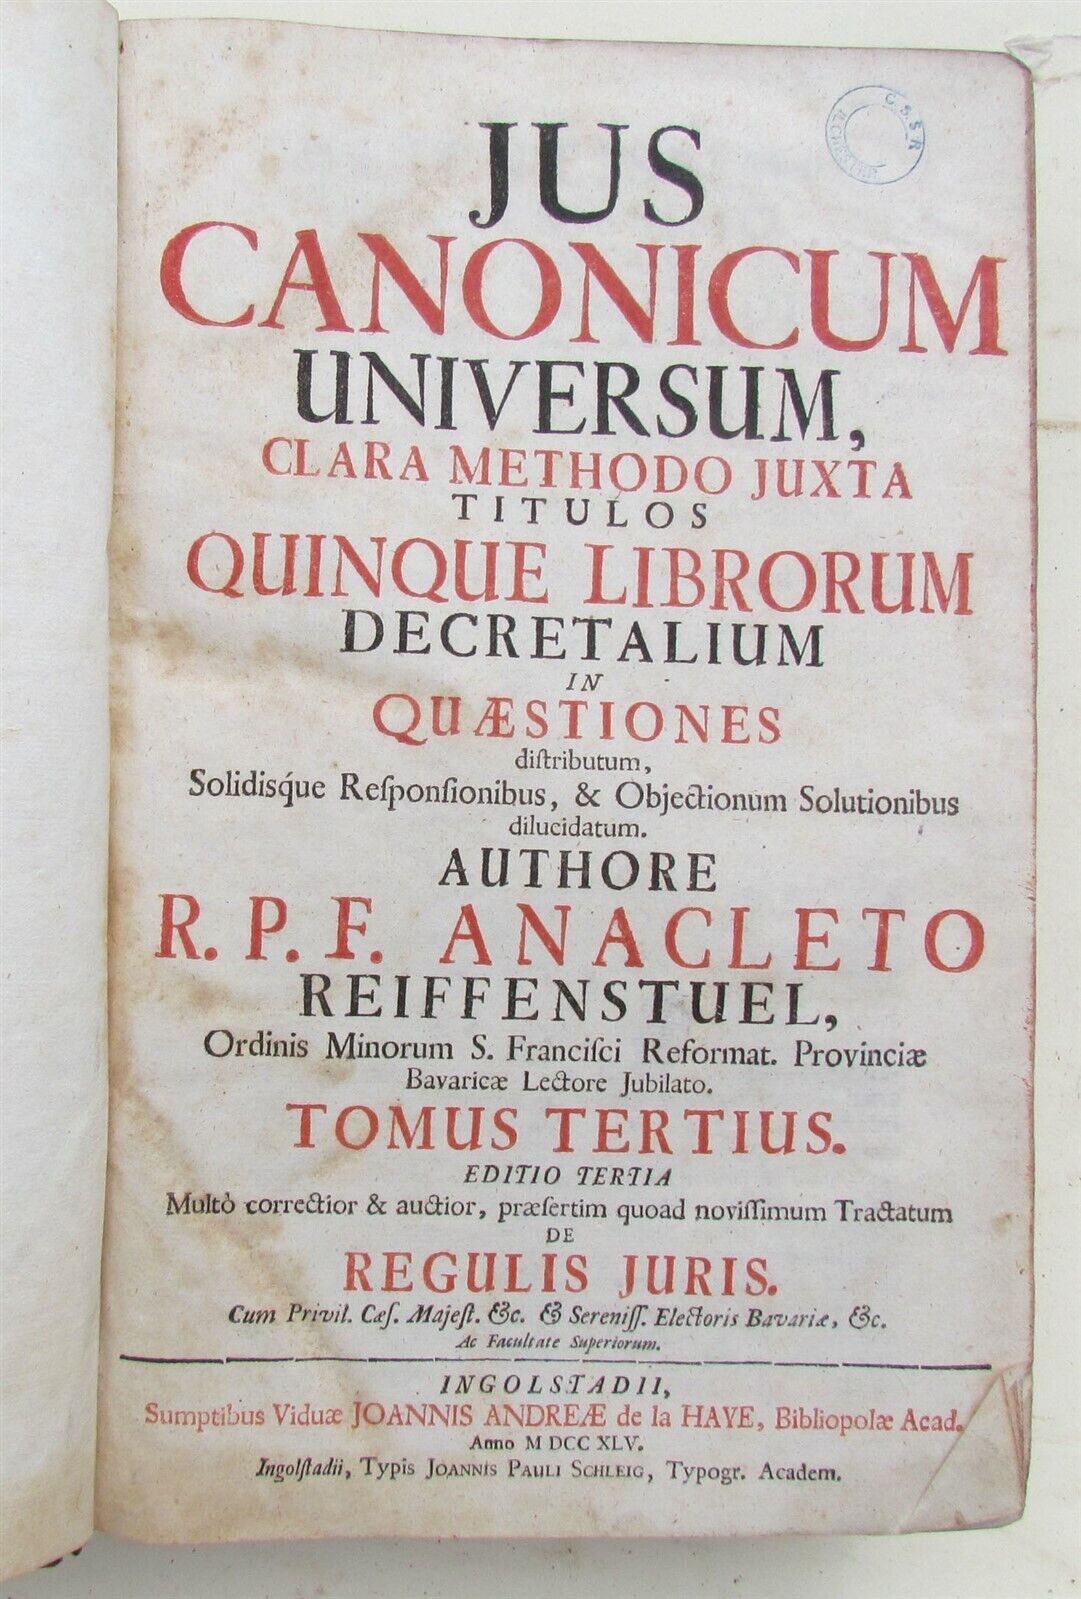 C.S.S.R
JUS
CANONICUM
UNIVERSUM,
CLARA METHODO JUXTA
TITULOS
QUINQUE LIBRORUM
DECRETALIUM
IN
QUÆSTIONES
diſtributum,
Solidisq́ue Reſponſionibus, & Objectionum Solutionibus
dilucidatum.
AUTHORE
R. P. F. ANACLETO
REIFFENSTUEL,
Ordinis Minorum S. Franciſci Reformat. Provinciæ
Bavaricæ Lectore Jubilato.
TOMUS TERTIUS.
EDITIO TERTIA
Multò correctior & auctior, præſertim quoad noviſſimum Tractatum
DE
REGULIS JURIS.
Cum Privil. Cæſ. Majeſt. &c. & Sereniſſ. Electoris Bavariæ, &c.
Ac Facultate Superiorum.
INGOLSTADII,
Sumptibus Viduæ JOANNIS ANDREÆ de la HAYE, Bibliopolæ Acad.
Anno M DCC XLV.
Ingolſtadii, Typis JOANNIS PAULI SCHLEIG, Typogr. Academ.